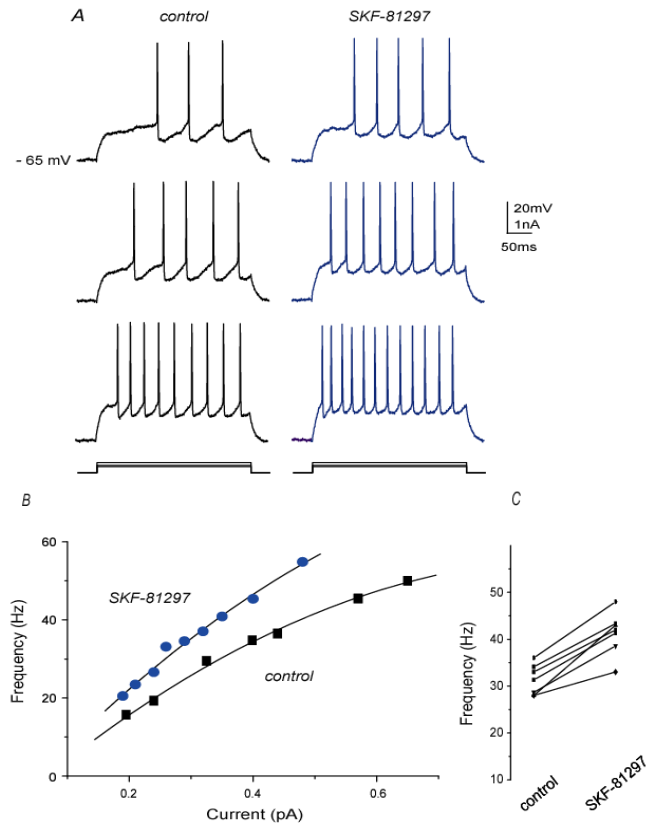 A
control
SKF-81297
- 65 mV
20mV
1nA
50ms
B
C
60
40
20
0
Frequency (Hz)
SKF-81297
control
0.2
0.4
0.6
Current (pA)
50
40
30
20
10
Frequency (Hz)
control
SKF-81297